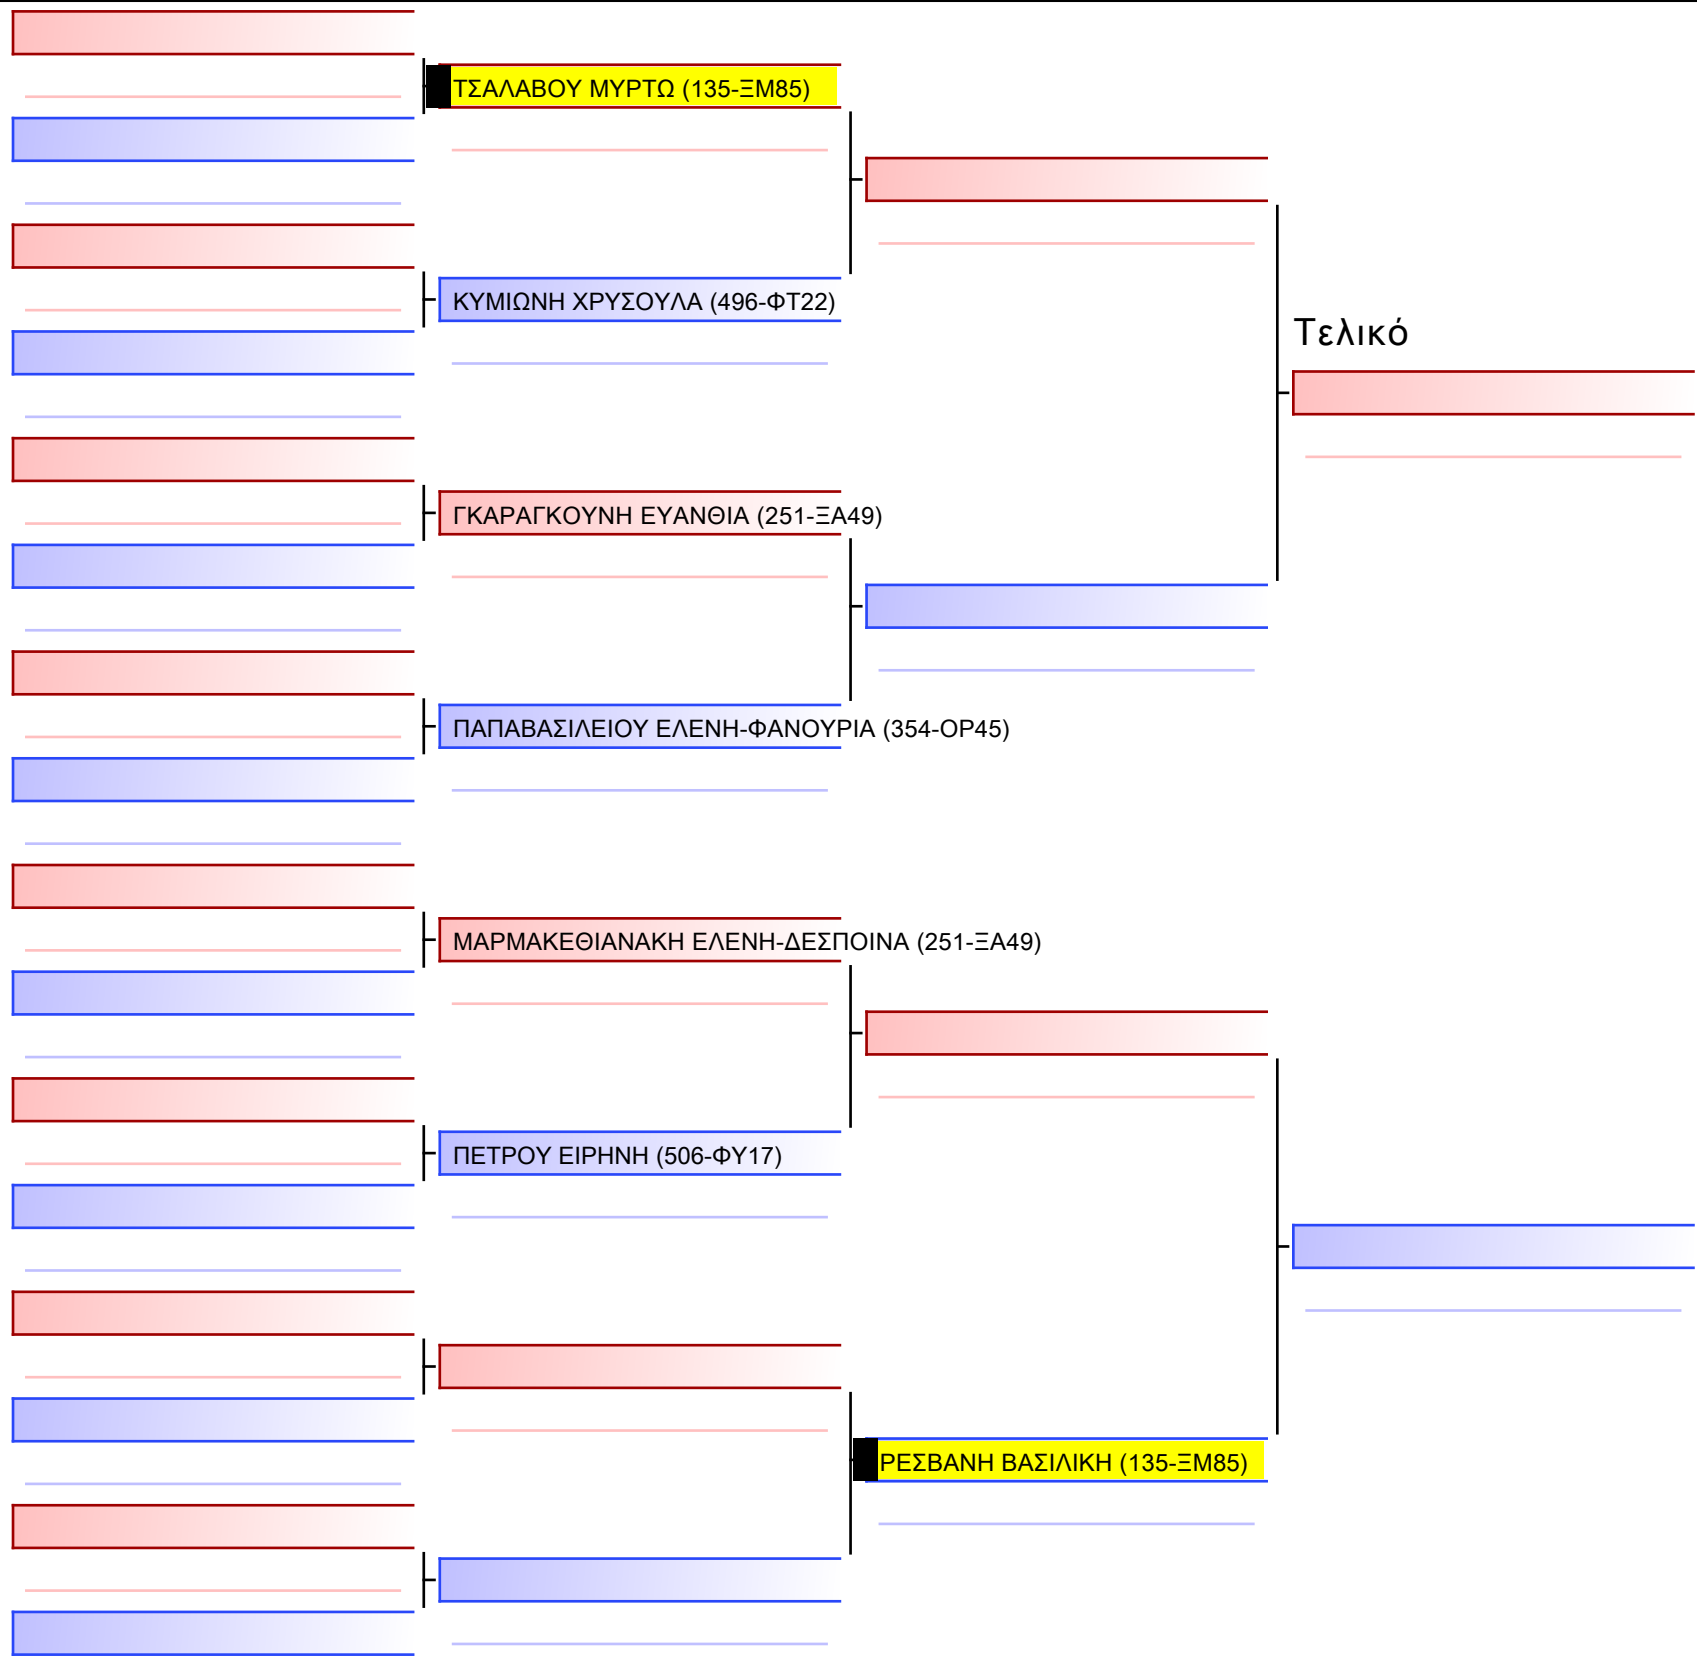 ΤΣΑΛΑΒΟΥ ΜΥΡΤΩ (135-ΞΜ85)
ΚΥΜΙΩΝΗ ΧΡΥΣΟΥΛΑ (496-ΦΤ22)
Τελικό
ΓΚΑΡΑΓΚΟΥΝΗ ΕΥΑΝΘΙΑ (251-ΞΑ49)
ΠΑΠΑΒΑΣΙΛΕΙΟΥ ΕΛΕΝΗ-ΦΑΝΟΥΡΙΑ (354-ΟΡ45)
ΜΑΡΜΑΚΕΘΙΑΝΑΚΗ ΕΛΕΝΗ-ΔΕΣΠΟΙΝΑ (251-ΞΑ49)
ΠΕΤΡΟΥ ΕΙΡΗΝΗ (506-ΦΥ17)
ΡΕΣΒΑΝΗ ΒΑΣΙΛΙΚΗ (135-ΞΜ85)